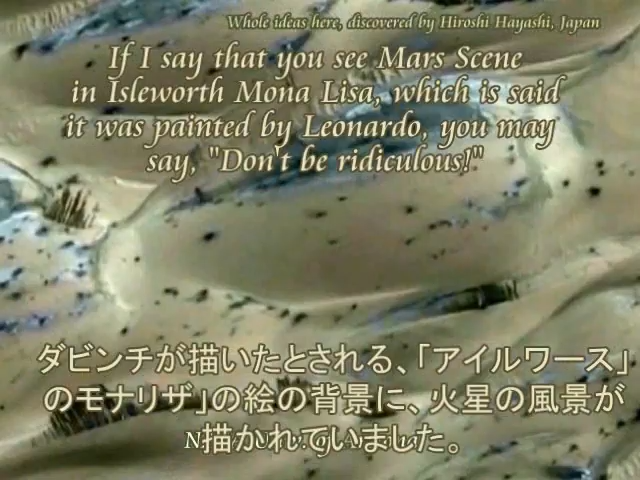 Whole ideas here, discovered by Hiroshi Hayashi, Japan
If I say that you see Mars Scene
in Isleworth Mona Lisa, which is said
it was painted by Leonardo, you may
say, "Don't be ridiculous!"
ダビンチが描いたとされる、「アイルワース」
のモナリザ」の絵の背景に、火星の風景が
描かれていました。